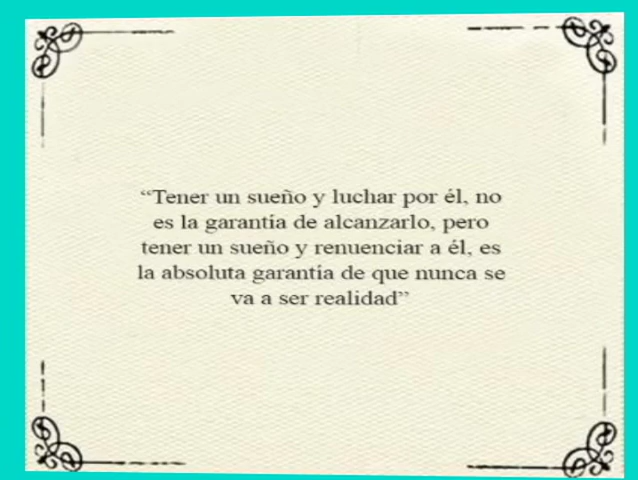 “Tener un sueño y luchar por él, no
es la garantía de alcanzarlo, pero
tener un sueño y renuenciar a él, es
la absoluta garantía de que nunca se
va a ser realidad”